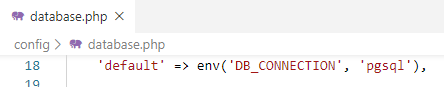 database.php ×
config > database.php
18 'default' => env('DB_CONNECTION', 'pgsql'),
19